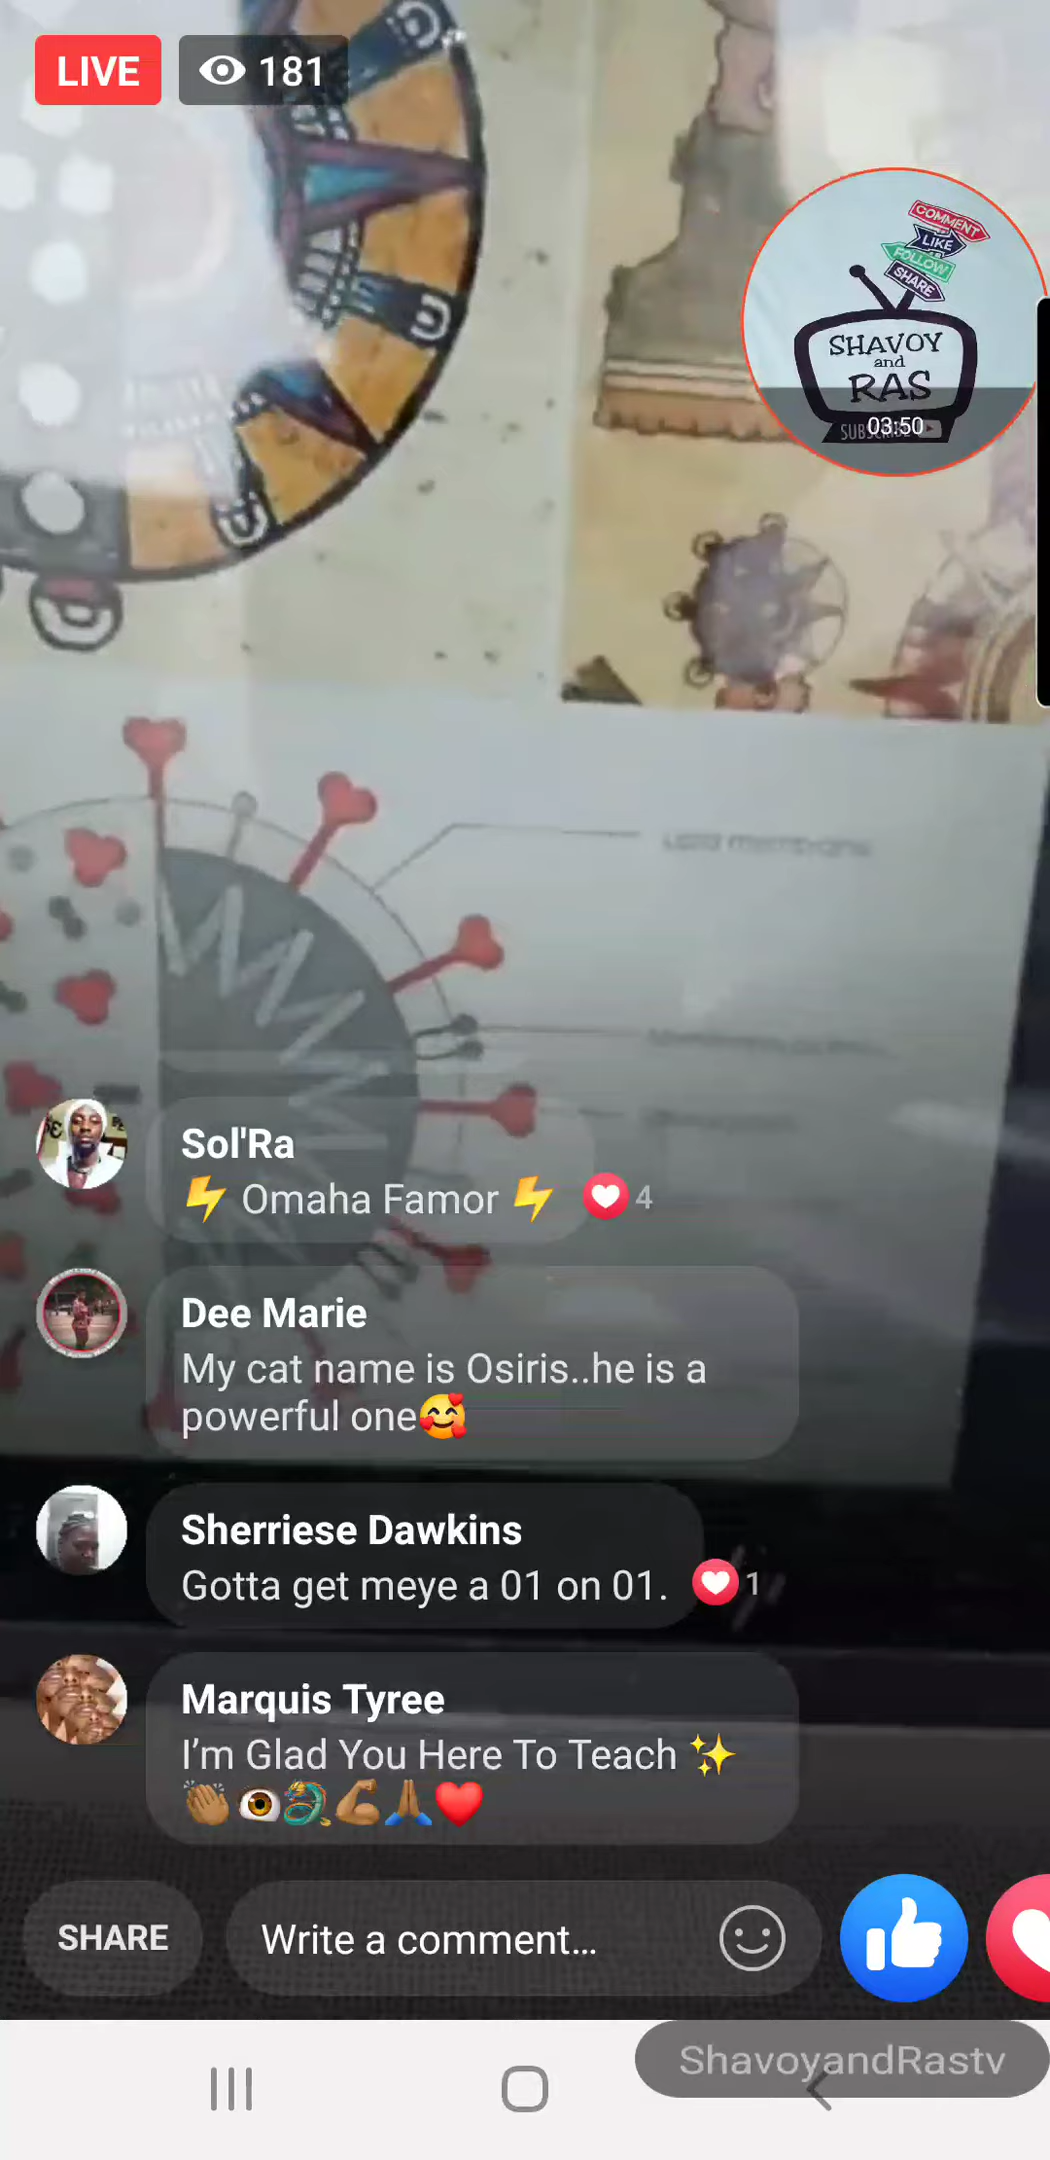 LIVE
181
COMMENT
LIKE
FOLLOW
SHARE
SHAVOY
and
RAS
03:50
Sol'Ra
⚡ Omaha Famor ⚡ 4
Dee Marie
My cat name is Osiris..he is a
powerful one🥰
Sherriese Dawkins
Gotta get meye a 01 on 01. 1
Marquis Tyree
I’m Glad You Here To Teach ✨
👏🏾👁🐉💪🏾🙏🏾❤️
SHARE
Write a comment...
ShavoyandRastv